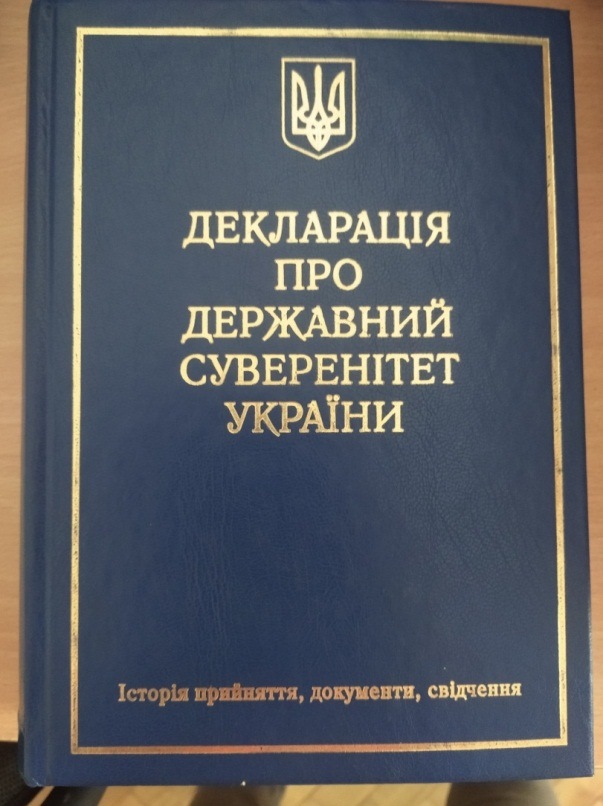 ДЕКЛАРАЦІЯ
ПРО
ДЕРЖАВНИЙ
СУВЕРЕНІТЕТ
УКРАЇНИ
Історія прийняття, документи, свідчення